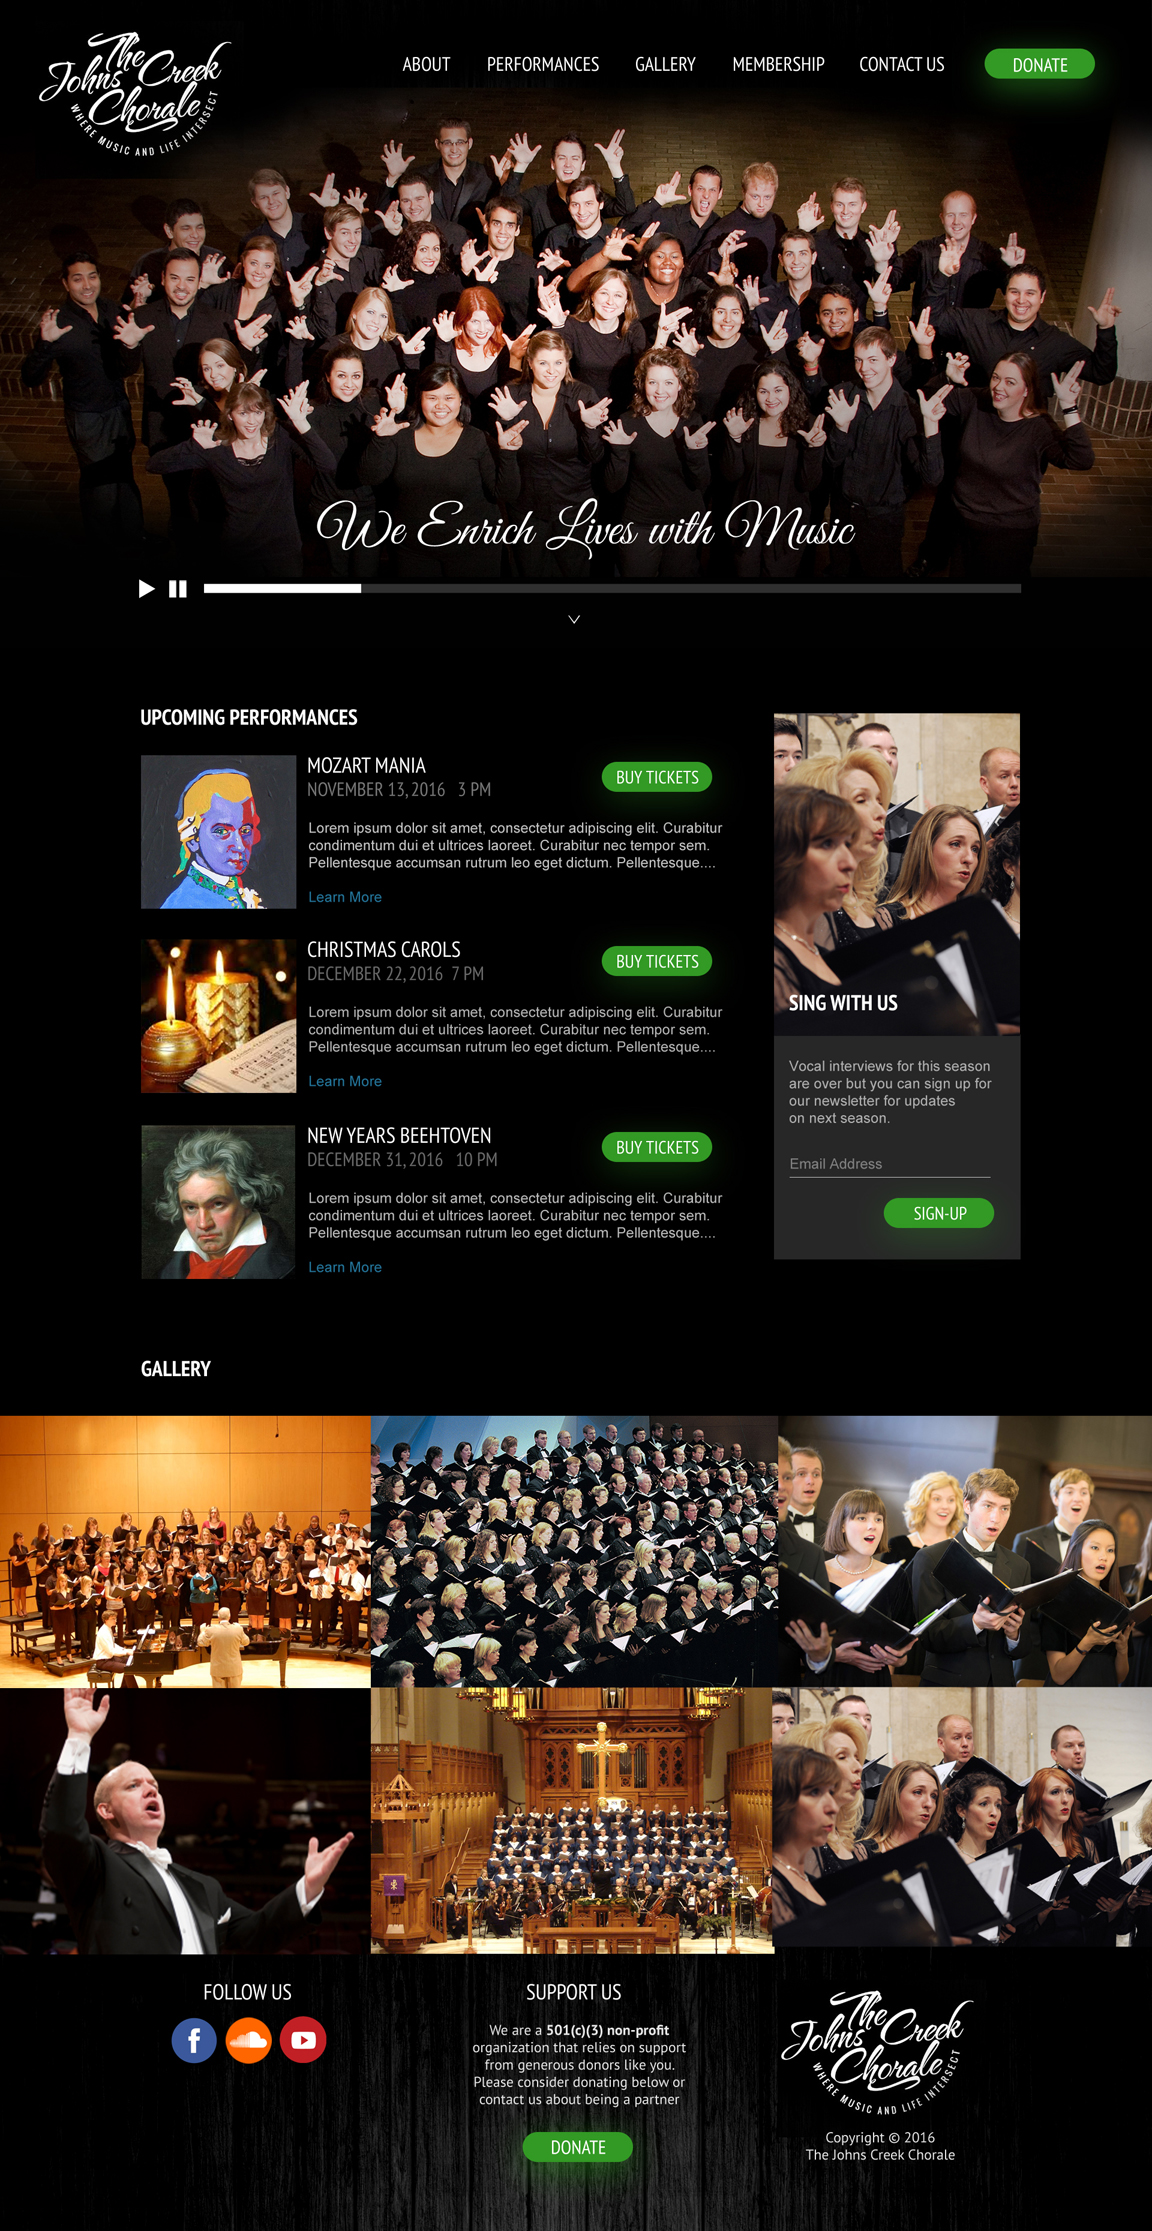 The
Johns Creek
Chorale
WHERE MUSIC AND LIFE INTERSECT
ABOUT PERFORMANCES GALLERY MEMBERSHIP CONTACT US DONATE
We Enrich Lives with Music
UPCOMING PERFORMANCES
MOZART MANIA
NOVEMBER 13, 2016 3 PM
BUY TICKETS
Lorem ipsum dolor sit amet, consectetur adipiscing elit. Curabitur
condimentum dui et ultrices laoreet. Curabitur nec tempor sem.
Pellentesque accumsan rutrum leo eget dictum. Pellentesque....
Learn More
CHRISTMAS CAROLS
DECEMBER 22, 2016 7 PM
BUY TICKETS
Lorem ipsum dolor sit amet, consectetur adipiscing elit. Curabitur
condimentum dui et ultrices laoreet. Curabitur nec tempor sem.
Pellentesque accumsan rutrum leo eget dictum. Pellentesque....
Learn More
NEW YEARS BEEHTOVEN
DECEMBER 31, 2016 10 PM
BUY TICKETS
Lorem ipsum dolor sit amet, consectetur adipiscing elit. Curabitur
condimentum dui et ultrices laoreet. Curabitur nec tempor sem.
Pellentesque accumsan rutrum leo eget dictum. Pellentesque....
Learn More
SING WITH US
Vocal interviews for this season
are over but you can sign up for
our newsletter for updates
on next season.
Email Address
SIGN-UP
GALLERY
FOLLOW US
SUPPORT US
We are a 501(c)(3) non-profit
organization that relies on support
from generous donors like you.
Please consider donating below or
contact us about being a partner
DONATE
The
Johns Creek
Chorale
WHERE MUSIC AND LIFE INTERSECT
Copyright © 2016
The Johns Creek Chorale